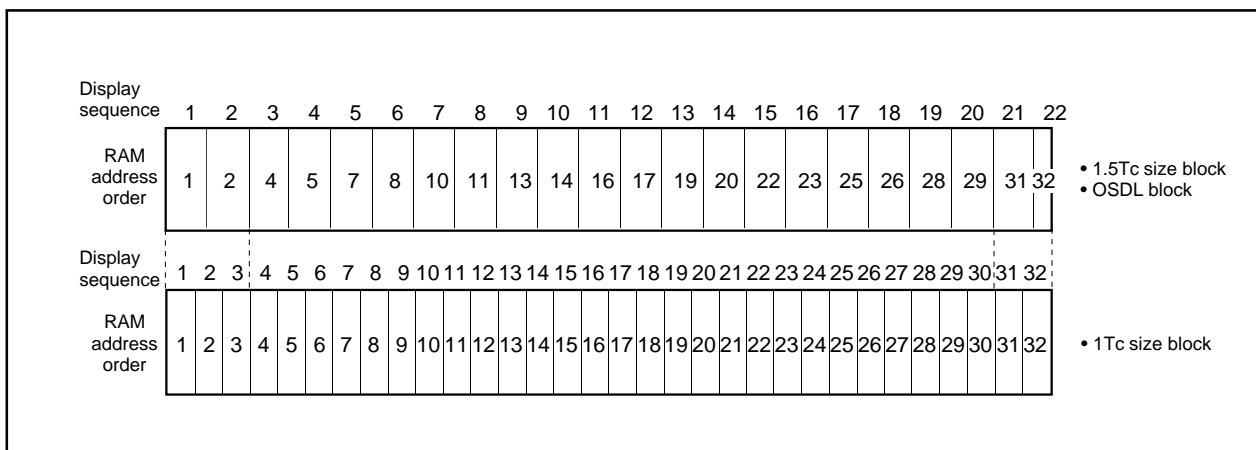 Display
sequence
1 2 3 4 5 6 7 8 9 10 11 12 13 14 15 16 17 18 19 20 21 22
RAM
address
order
1 2 4 5 7 8 10 11 13 14 16 17 19 20 22 23 25 26 28 29 31 32
• 1.5Tc size block
• OSDL block
Display
sequence
1 2 3 4 5 6 7 8 9 10 11 12 13 14 15 16 17 18 19 20 21 22 23 24 25 26 27 28 29 30 31 32
RAM
address
order
1 2 3 4 5 6 7 8 9 10 11 12 13 14 15 16 17 18 19 20 21 22 23 24 25 26 27 28 29 30 31 32
• 1Tc size block